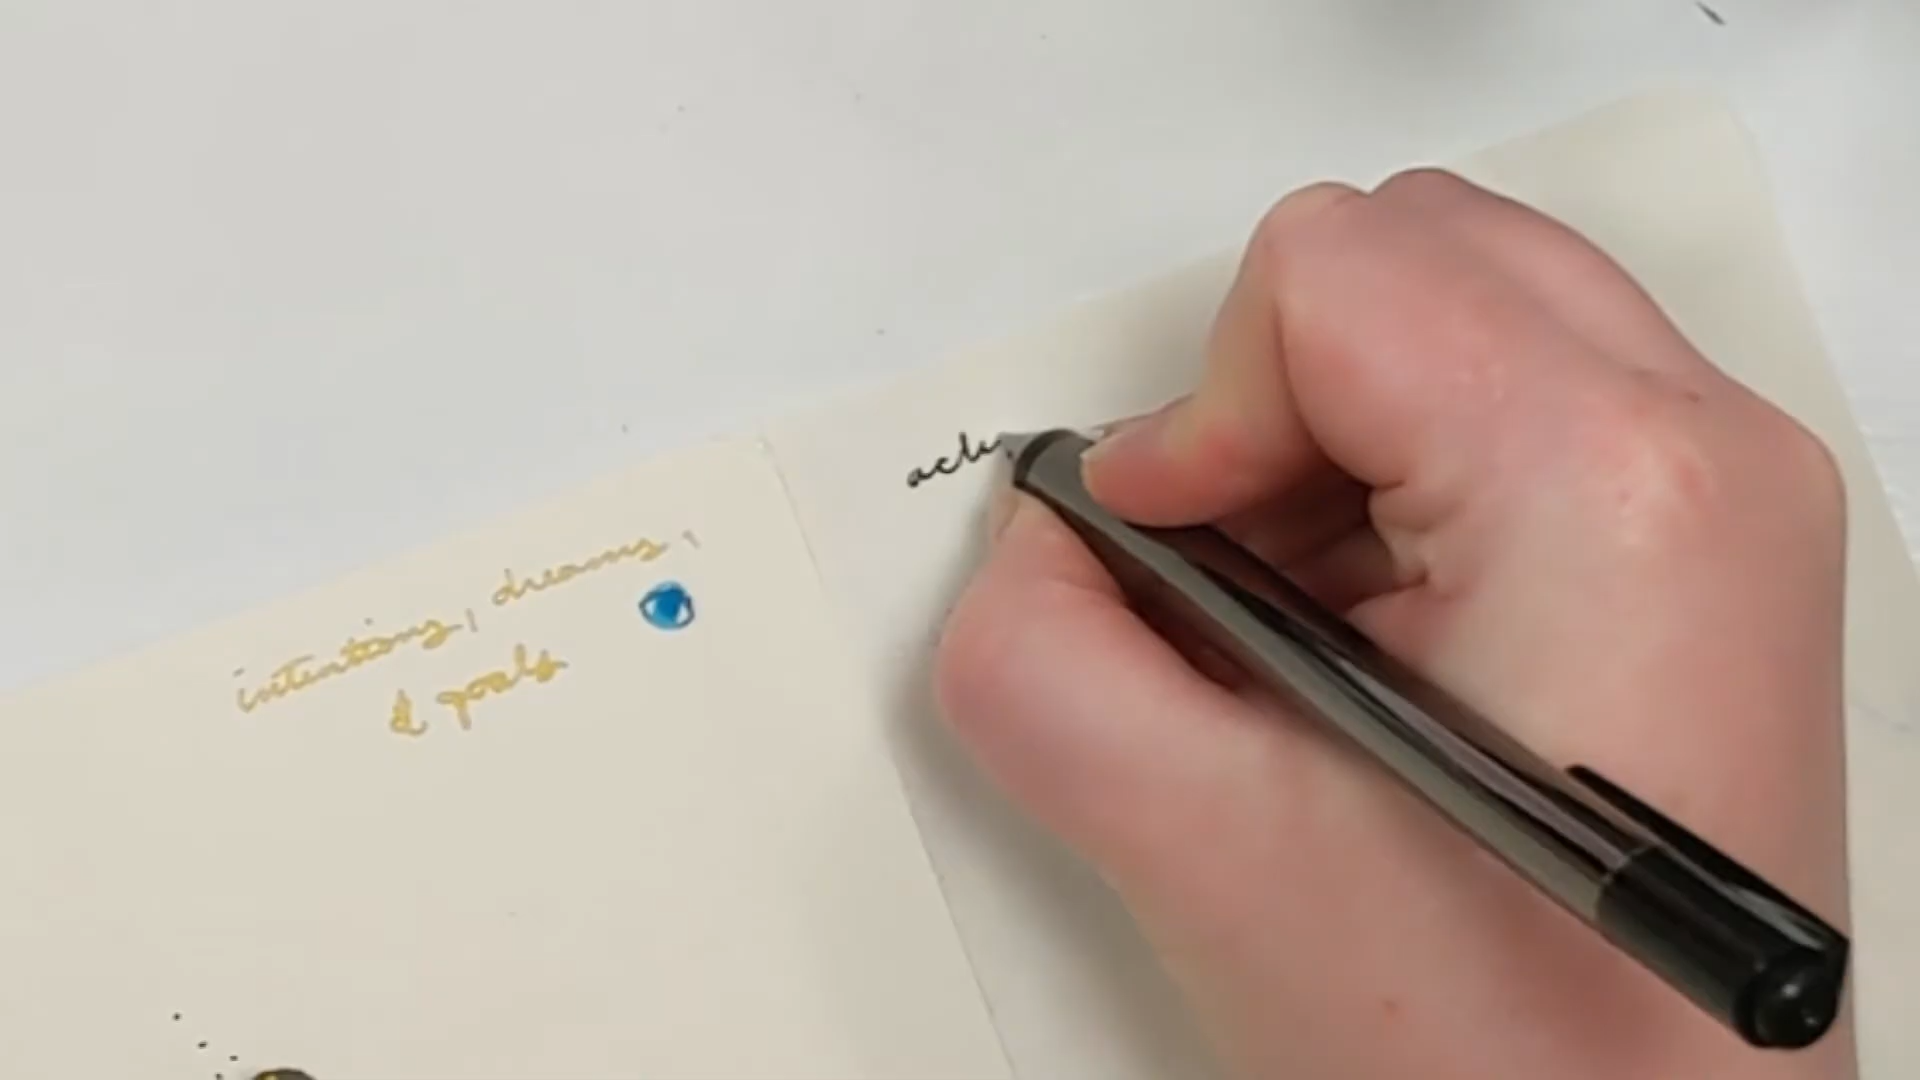 intentions, dreams,
& goals